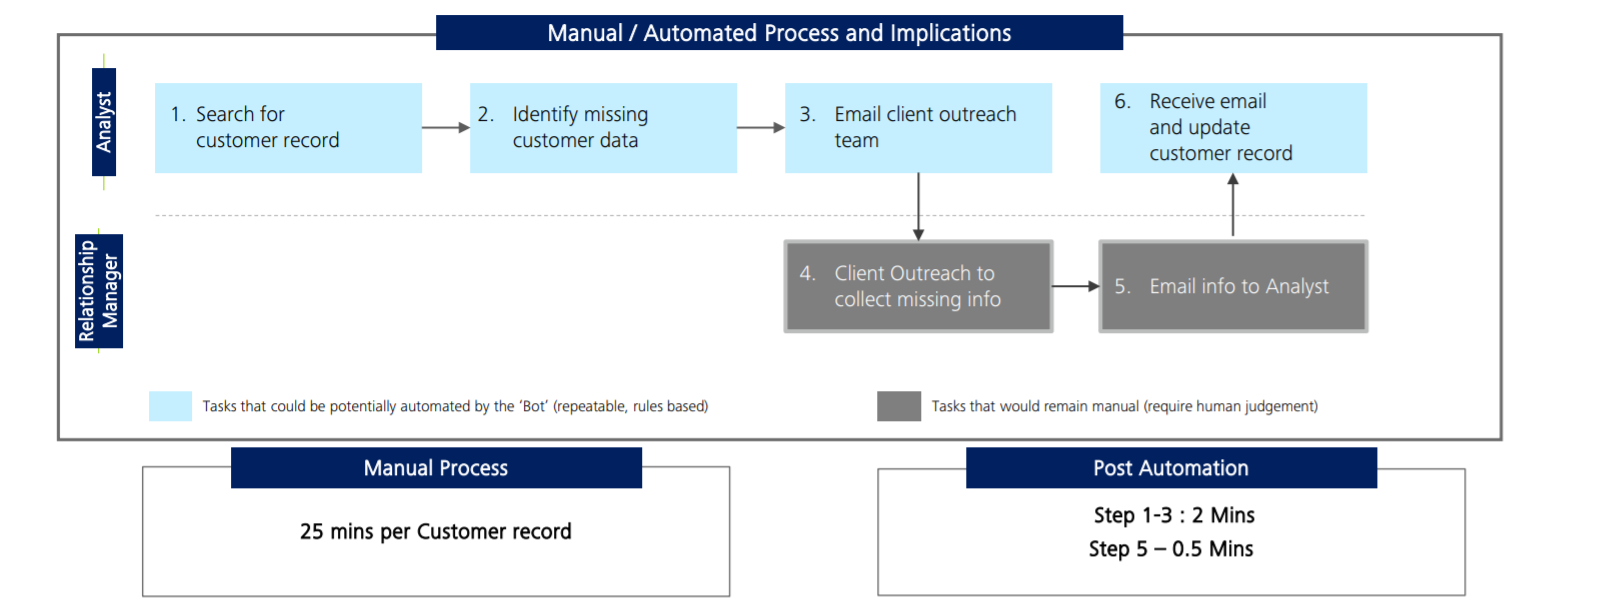 Manual / Automated Process and Implications
Analyst
1. Search for
customer record
2. Identify missing
customer data
3. Email client outreach
team
6. Receive email
and update
customer record
Relationship
Manager
4. Client Outreach to
collect missing info
5. Email info to Analyst
Tasks that could be potentially automated by the ‘Bot’ (repeatable, rules based)
Tasks that would remain manual (require human judgement)
Manual Process
25 mins per Customer record
Post Automation
Step 1-3 : 2 Mins
Step 5 – 0.5 Mins